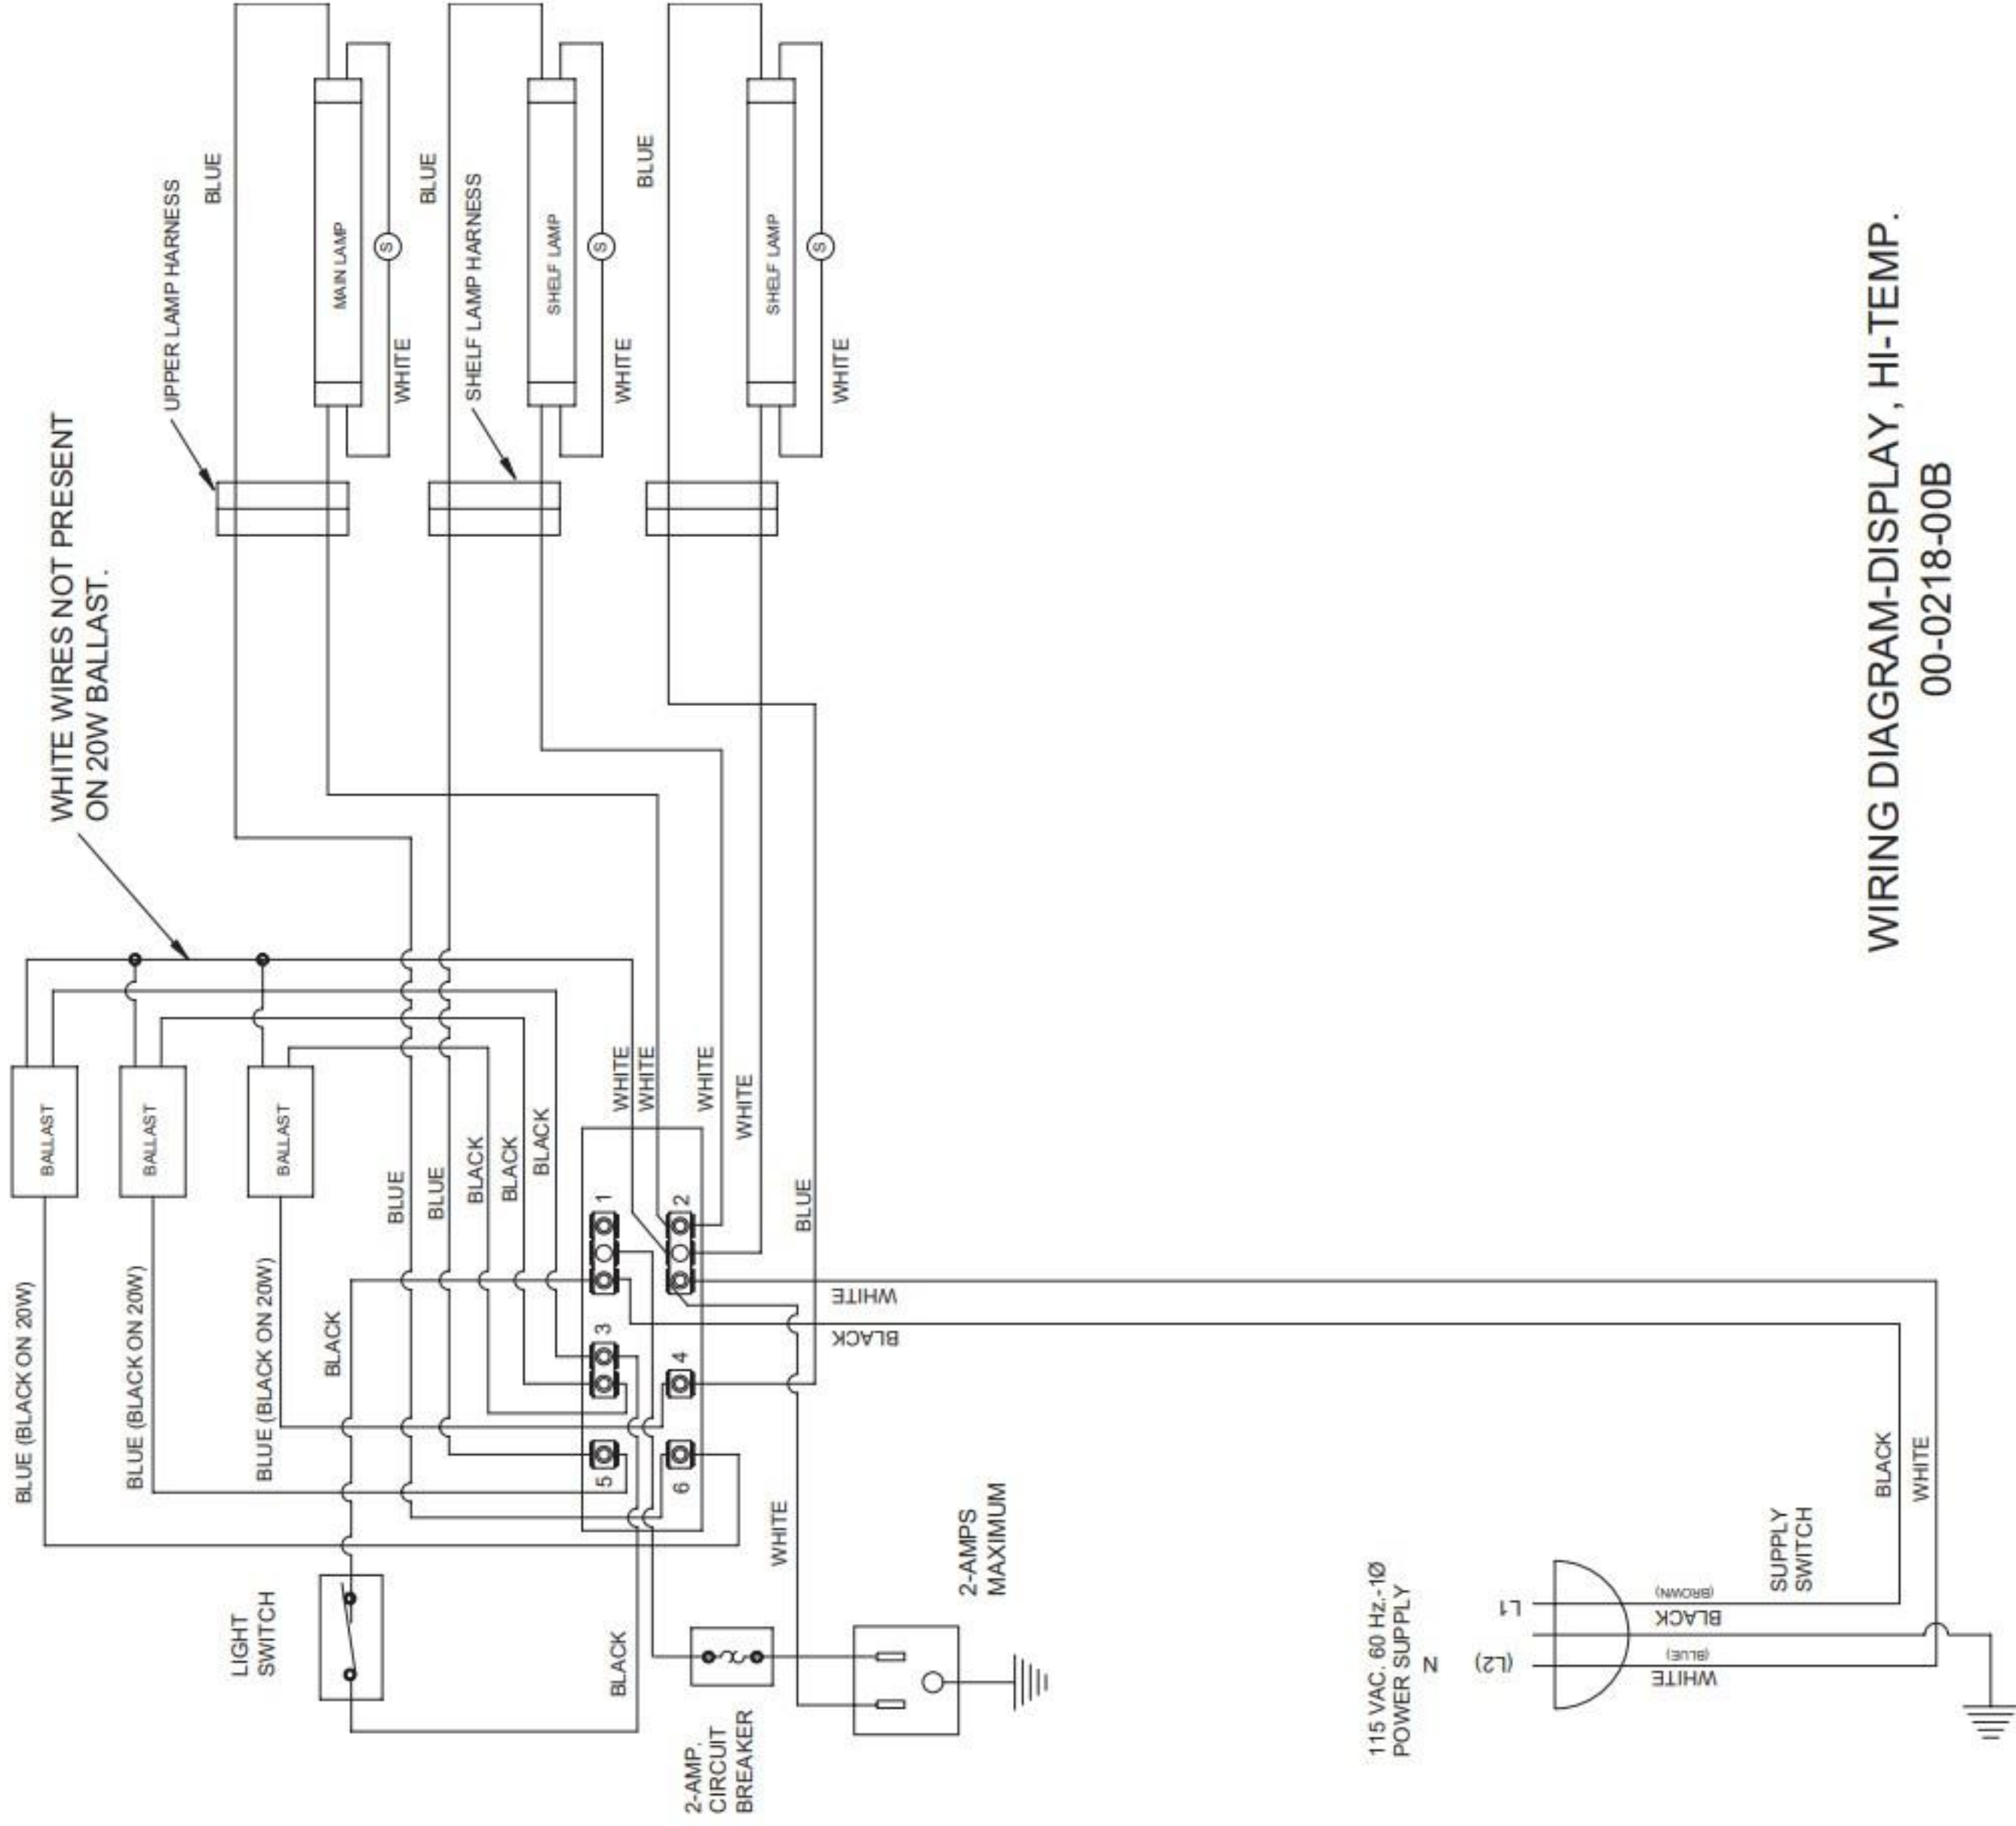 WHITE WIRES NOT PRESENT
ON 20W BALLAST.
UPPER LAMP HARNESS
BLUE
MAIN LAMP
S
WHITE
BLUE
SHELF LAMP HARNESS
SHELF LAMP
S
WHITE
BLUE
SHELF LAMP
S
WHITE
BALLAST
BALLAST
BALLAST
BLUE (BLACK ON 20W)
BLUE (BLACK ON 20W)
BLUE (BLACK ON 20W)
BLACK
BLUE
BLUE
BLACK
BLACK
BLACK
WHITE
WHITE
WHITE
WHITE
BLUE
1
2
3
4
5
6
WHITE
BLACK
LIGHT
SWITCH
BLACK
2-AMP.
CIRCUIT
BREAKER
WHITE
2-AMPS
MAXIMUM
115 VAC. 60 Hz.-1Ø
POWER SUPPLY
N
(L2)
L1
(BROWN)
BLACK
(BLUE)
WHITE
SUPPLY
SWITCH
BLACK
WHITE
WIRING DIAGRAM-DISPLAY, HI-TEMP.
00-0218-00B